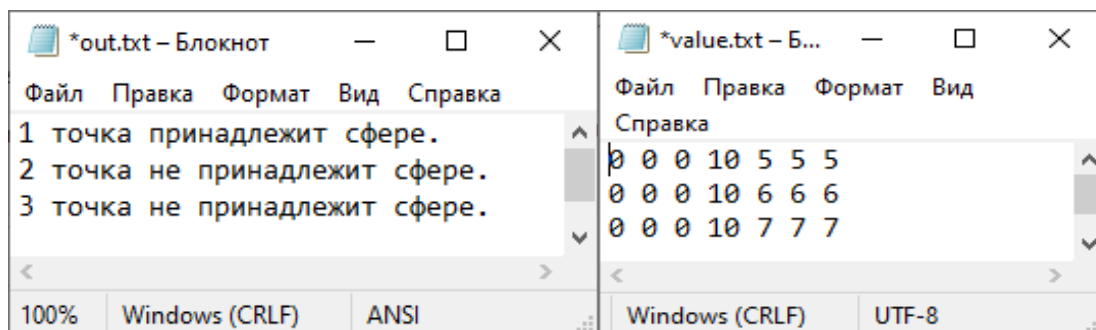 *out.txt – Блокнот
Файл Правка Формат Вид Справка
1 точка принадлежит сфере.
2 точка не принадлежит сфере.
3 точка не принадлежит сфере.
100% Windows (CRLF) ANSI
*value.txt – Б...
Файл Правка Формат Вид
Справка
0 0 0 10 5 5 5
0 0 0 10 6 6 6
0 0 0 10 7 7 7
Windows (CRLF) UTF-8